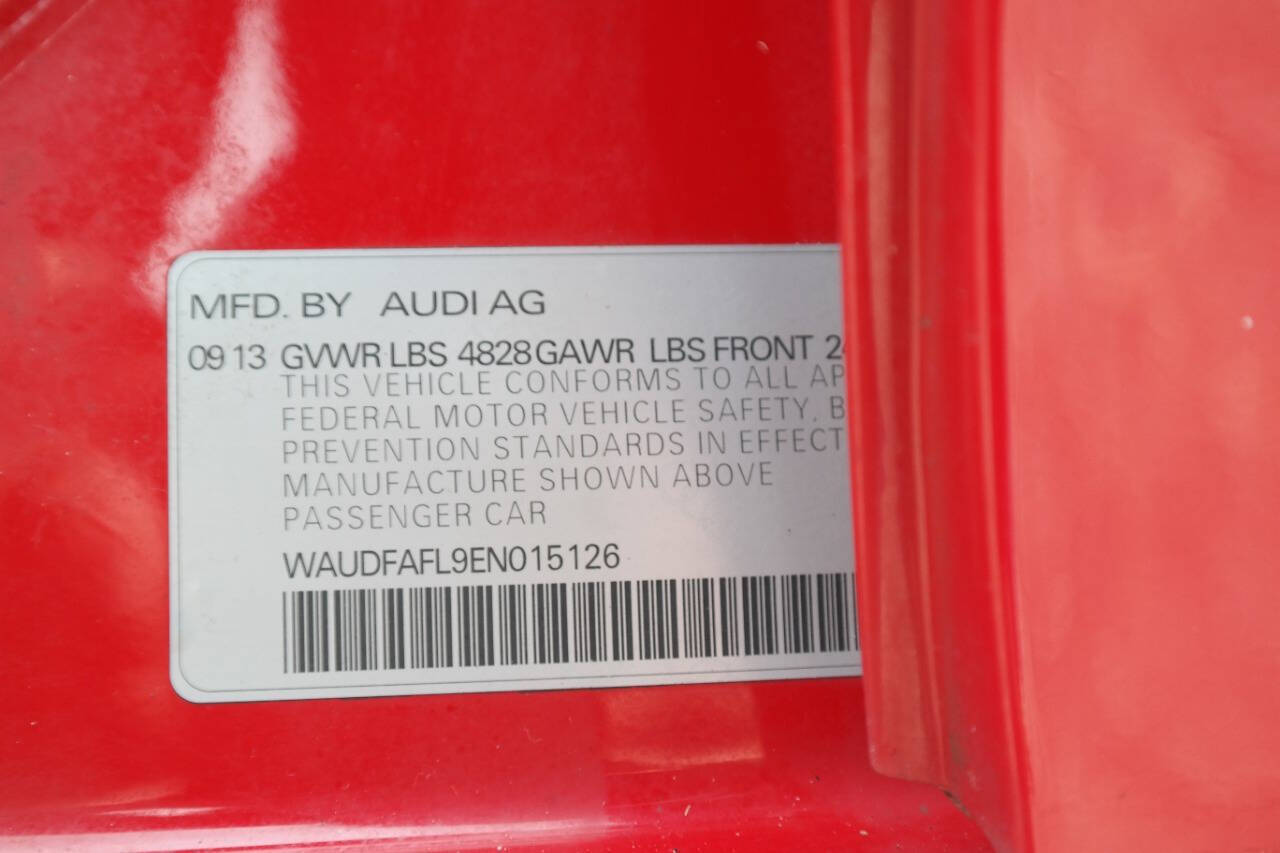 MFD. BY AUDI AG
09 13 GVWR LBS 4828 GAWR LBS FRONT
THIS VEHICLE CONFORMS TO ALL
FEDERAL MOTOR VEHICLE SAFETY,
PREVENTION STANDARDS IN EFFECT
MANUFACTURE SHOWN ABOVE
PASSENGER CAR
WAUDFAFL9EN015126